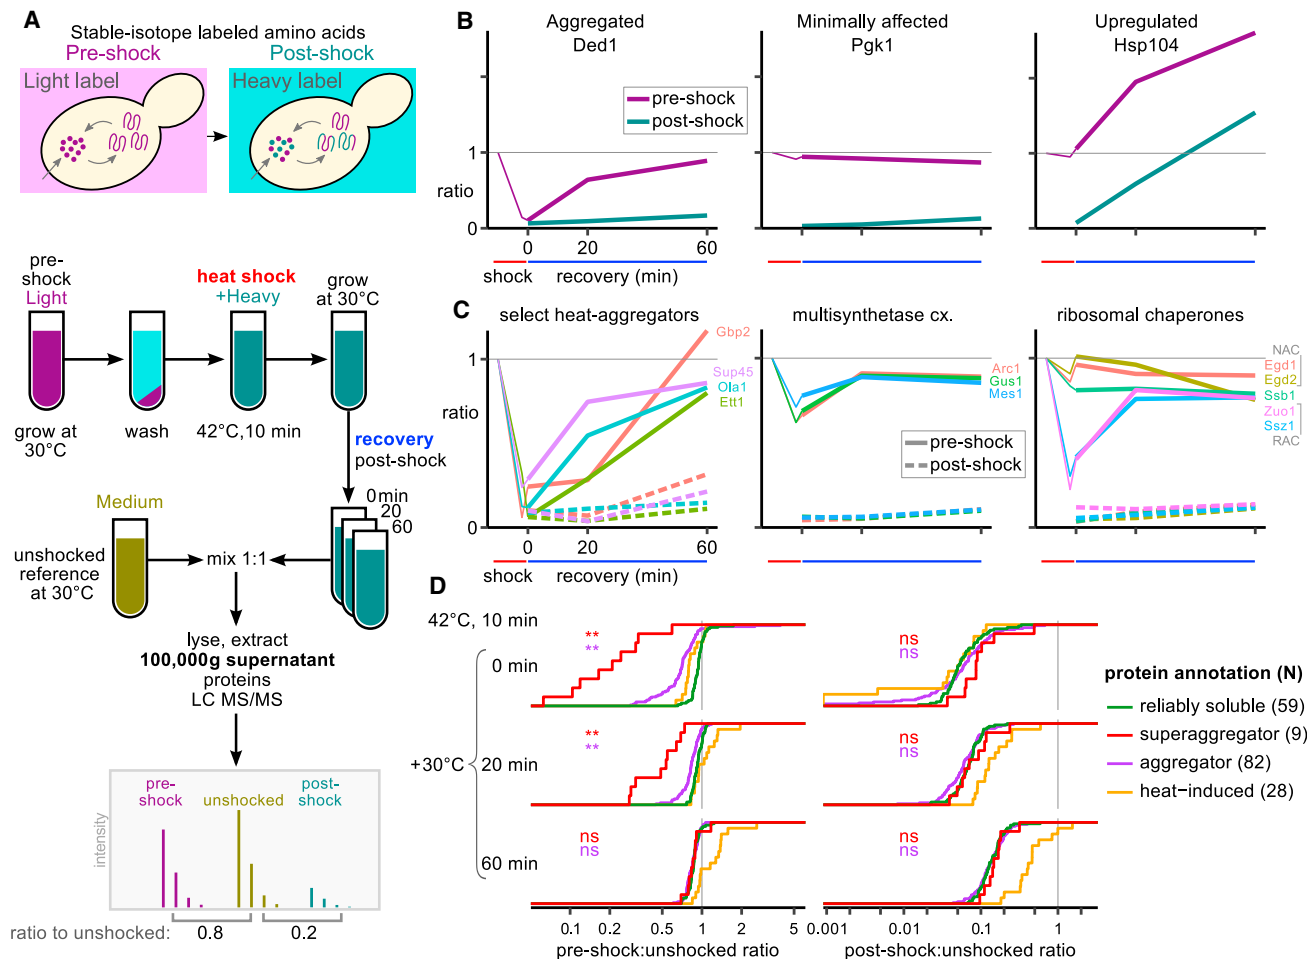 A
Stable-isotope labeled amino acids
Pre-shock
Post-shock
Light label
Heavy label
pre-
shock
Light
heat shock
+Heavy
grow
at 30°C
grow at
30°C
wash
42°C,10 min
recovery
post-shock
0 min
20
60
Medium
unshocked
reference
at 30°C
mix 1:1
lyse, extract
100,000g supernatant
proteins
LC MS/MS
pre-
shock
unshocked
post-
shock
intensity
ratio to unshocked:
0.8
0.2
B
Aggregated
Ded1
Minimally affected
Pgk1
Upregulated
Hsp104
pre-shock
post-shock
1
ratio
0
0
20
60
shock
recovery (min)
C
select heat-aggregators
multisynthetase cx.
ribosomal chaperones
Gbp2
Sup45
Ola1
Ett1
Arc1
Gus1
Mes1
NAC
Egd1
Egd2
Ssb1
Zuo1
Ssz1
RAC
pre-shock
post-shock
1
ratio
0
0
20
60
shock
recovery (min)
D
42°C, 10 min
0 min
+30°C
20 min
60 min
**
**
ns
ns
**
**
ns
ns
ns
ns
ns
ns
0.1
0.2
0.5
1
2
5
pre-shock:unshocked ratio
0.001
0.01
0.1
1
post-shock:unshocked ratio
protein annotation (N)
reliably soluble (59)
superaggregator (9)
aggregator (82)
heat−induced (28)